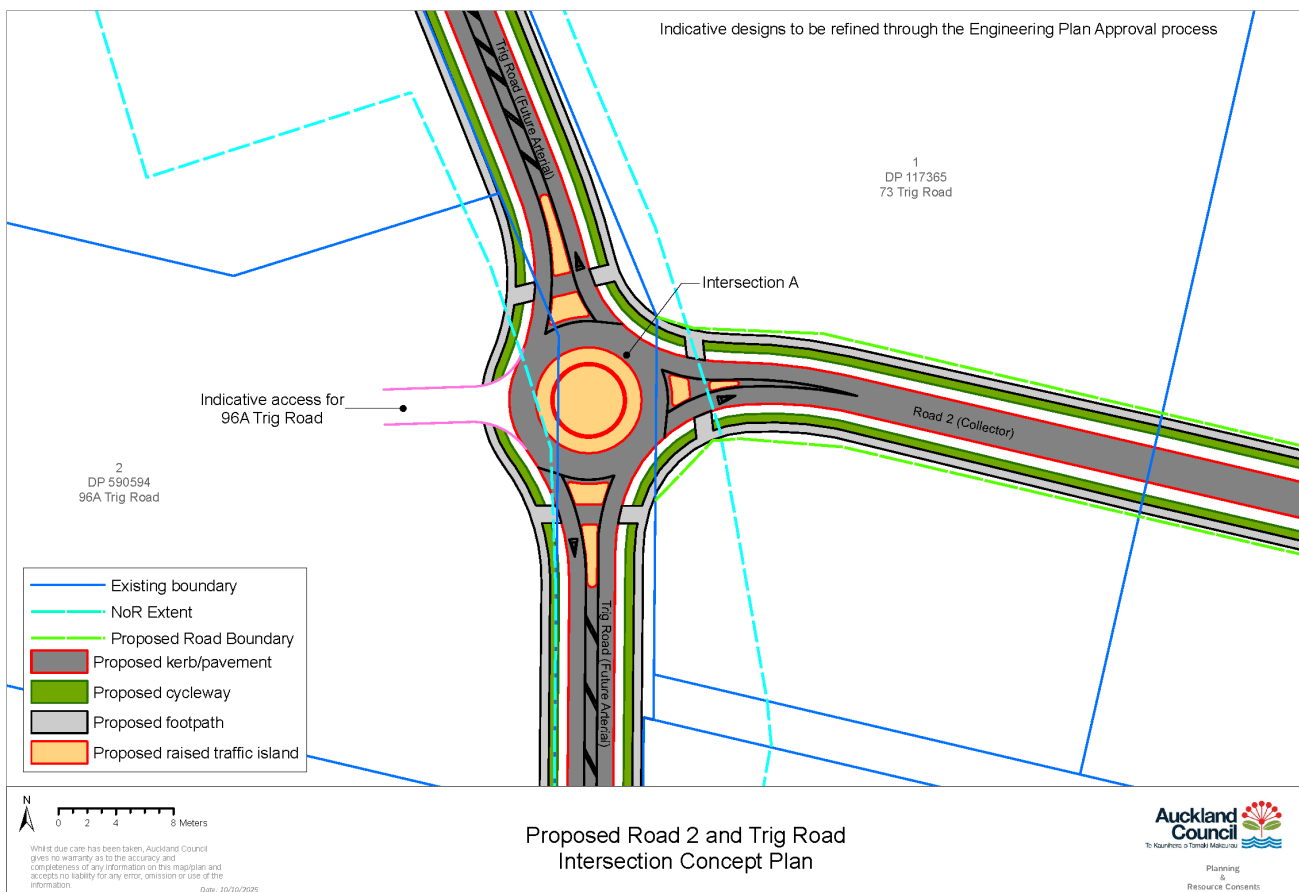 Indicative designs to be refined through the Engineering Plan Approval process
Trig Road (Future Arterial)
1
DP 117365
73 Trig Road
Intersection A
Indicative access for
96A Trig Road
Road 2 (Collector)
2
DP 590594
96A Trig Road
Trig Road (Future Arterial)
Existing boundary
NoR Extent
Proposed Road Boundary
Proposed kerb/pavement
Proposed cycleway
Proposed footpath
Proposed raised traffic island
N
0 2 4 8 Meters
Whilst due care has been taken, Auckland Council
gives no warranty as to the accuracy and
completeness of any information on this map/plan and
accepts no liability for any error, omission or use of the
information.
Date: 10/10/2025
Proposed Road 2 and Trig Road
Intersection Concept Plan
Auckland
Council
Te Kaunihera o Tāmaki Makaurau
Planning
&
Resource Consents